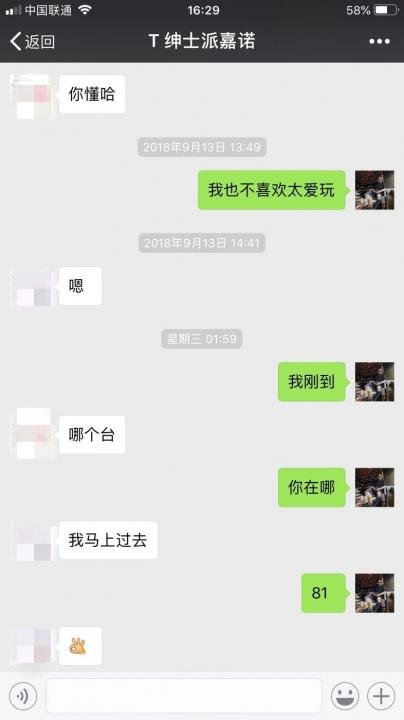 中国联通 16:29 58%
返回 T 绅士派嘉诺
你懂哈
2018年9月13日 13:49
我也不喜欢太爱玩
2018年9月13日 14:41
嗯
星期三 01:59
我刚到
哪个台
你在哪
我马上过去
81